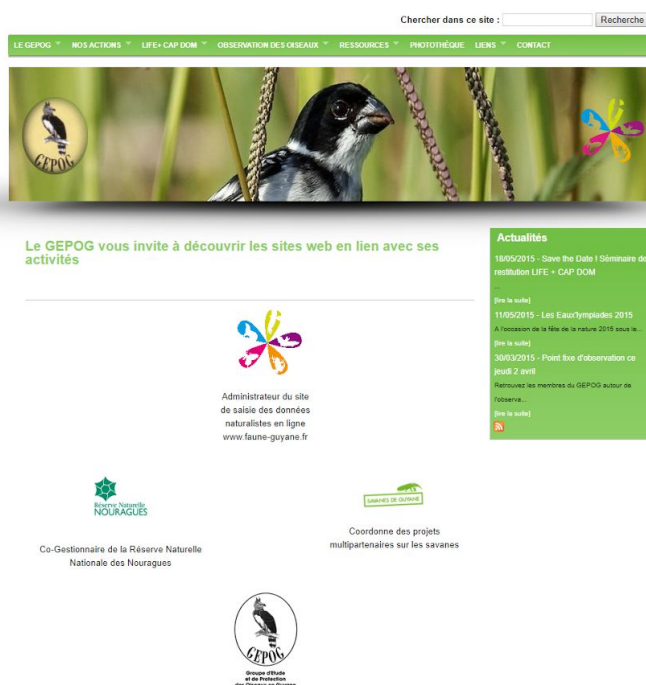 Chercher dans ce site : Recherche
LE GEPOG NOS ACTIONS LIFE+ CAP DOM OBSERVATION DES OISEAUX RESSOURCES PHOTOTHÈQUE LIENS CONTACT
GEPOG
Le GEPOG vous invite à découvrir les sites web en lien avec ses
activités
Actualités
18/05/2015 - Save the Date ! Séminaire de
restitution LIFE + CAP DOM
...
[lire la suite]
11/05/2015 - Les Eaux'lympiades 2015
A l'occasion de la fête de la nature 2015 sous le...
[lire la suite]
30/03/2015 - Point fixe d'observation ce
jeudi 2 avril
Retrouvez les membres du GEPOG autour de
l'observa...
[lire la suite]
Administrateur du site
de saisie des données
naturalistes en ligne
www.faune-guyane.fr
Réserve Naturelle
NOURAGUES
Co-Gestionnaire de la Réserve Naturelle
Nationale des Nouragues
SAVANES DE GUYANE
Coordonne des projets
multipartenaires sur les savanes
GEPOG
Groupe d'Etude
et de Protection
des Oiseaux en Guyane